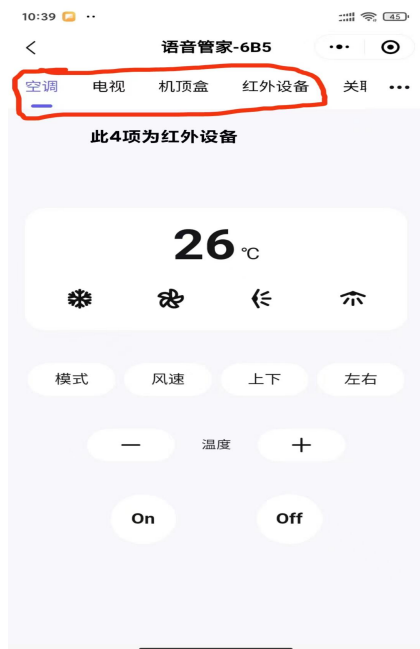 10:39 45
语音管家-6B5
空调 电视 机顶盒 红外设备 关
此4项为红外设备
26 ℃
模式 风速 上下 左右
温度
On Off